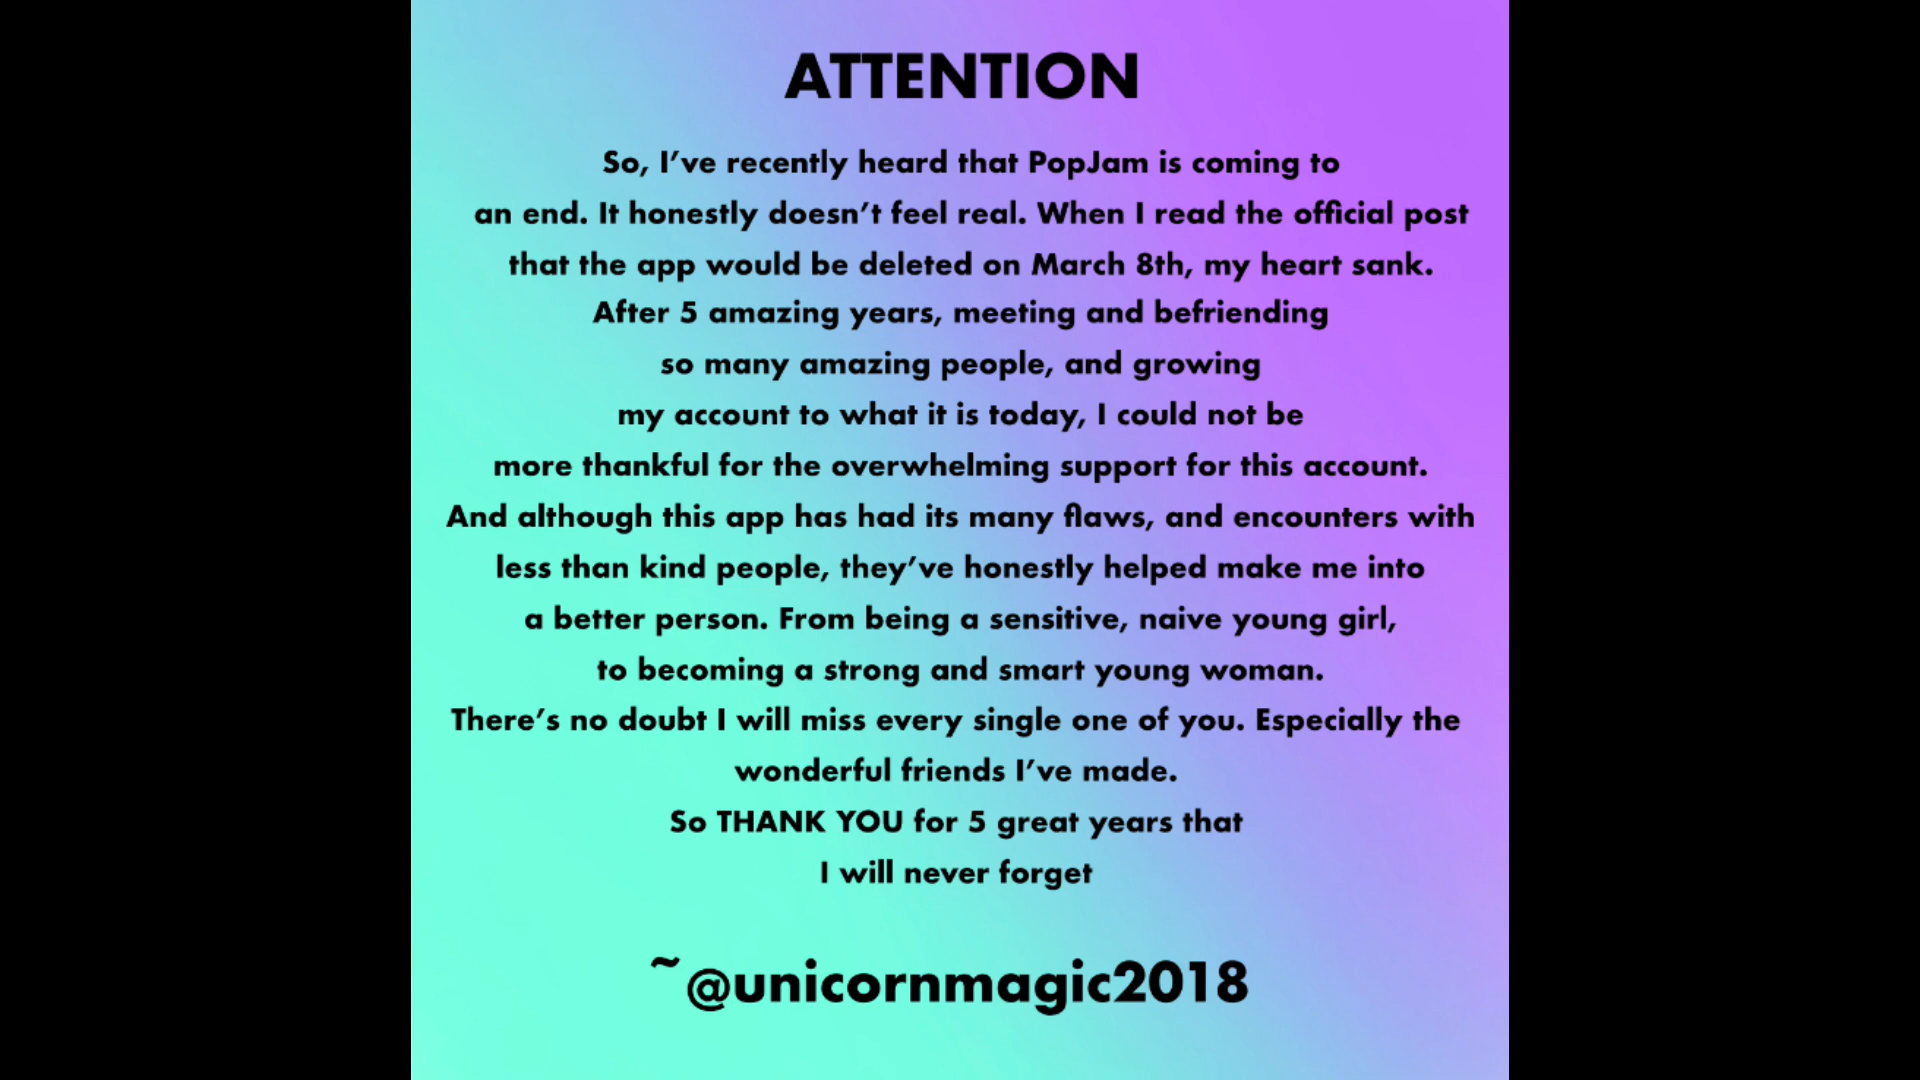 ATTENTION
So, I’ve recently heard that PopJam is coming to
an end. It honestly doesn’t feel real. When I read the official post
that the app would be deleted on March 8th, my heart sank.
After 5 amazing years, meeting and befriending
so many amazing people, and growing
my account to what it is today, I could not be
more thankful for the overwhelming support for this account.
And although this app has had its many flaws, and encounters with
less than kind people, they’ve honestly helped make me into
a better person. From being a sensitive, naive young girl,
to becoming a strong and smart young woman.
There’s no doubt I will miss every single one of you. Especially the
wonderful friends I’ve made.
So THANK YOU for 5 great years that
I will never forget
~@unicornmagic2018